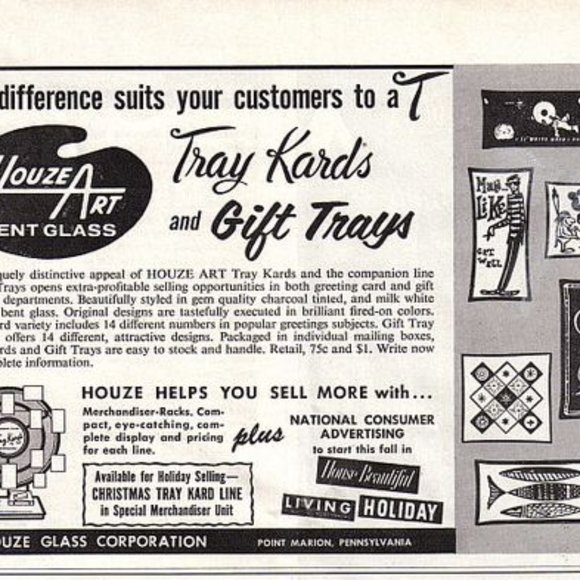 difference suits your customers to a T
HOUZE ART
ENT GLASS
Tray Kards
and Gift Trays
quely distinctive appeal of HOUZE ART Tray Kards and the companion line
Trays opens extra-profitable selling opportunities in both greeting card and gift
departments. Beautifully styled in gem quality charcoal tinted, and milk white
bent glass. Original designs are tastefully executed in brilliant fired-on colors.
rd variety includes 14 different numbers in popular greetings subjects. Gift Tray
offers 14 different, attractive designs. Packaged in individual mailing boxes,
rds and Gift Trays are easy to stock and handle. Retail, 75c and $1. Write now
plete information.
HOUZE HELPS YOU SELL MORE with...
Merchandiser-Racks. Com-
pact, eye-catching, com-
plete display and pricing
for each line.
plus
NATIONAL CONSUMER
ADVERTISING
to start this fall in
House Beautiful
LIVING HOLIDAY
Available for Holiday Selling—
CHRISTMAS TRAY KARD LINE
in Special Merchandiser Unit
Tray Kards
OUZE GLASS CORPORATION
POINT MARION, PENNSYLVANIA
LIKE
GET
WELL